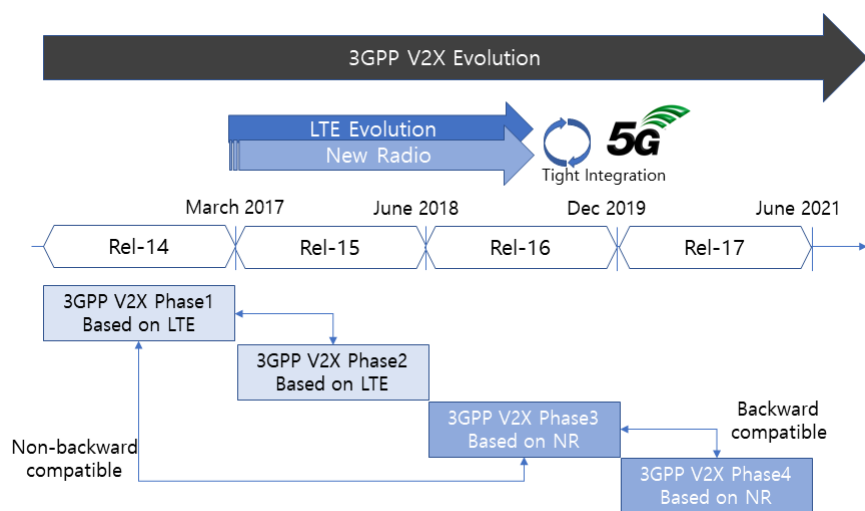 3GPP V2X Evolution
LTE Evolution
New Radio
5G
Tight Integration
March 2017
June 2018
Dec 2019
June 2021
Rel-14
Rel-15
Rel-16
Rel-17
3GPP V2X Phase1
Based on LTE
3GPP V2X Phase2
Based on LTE
3GPP V2X Phase3
Based on NR
Backward
compatible
Non-backward
compatible
3GPP V2X Phase4
Based on NR